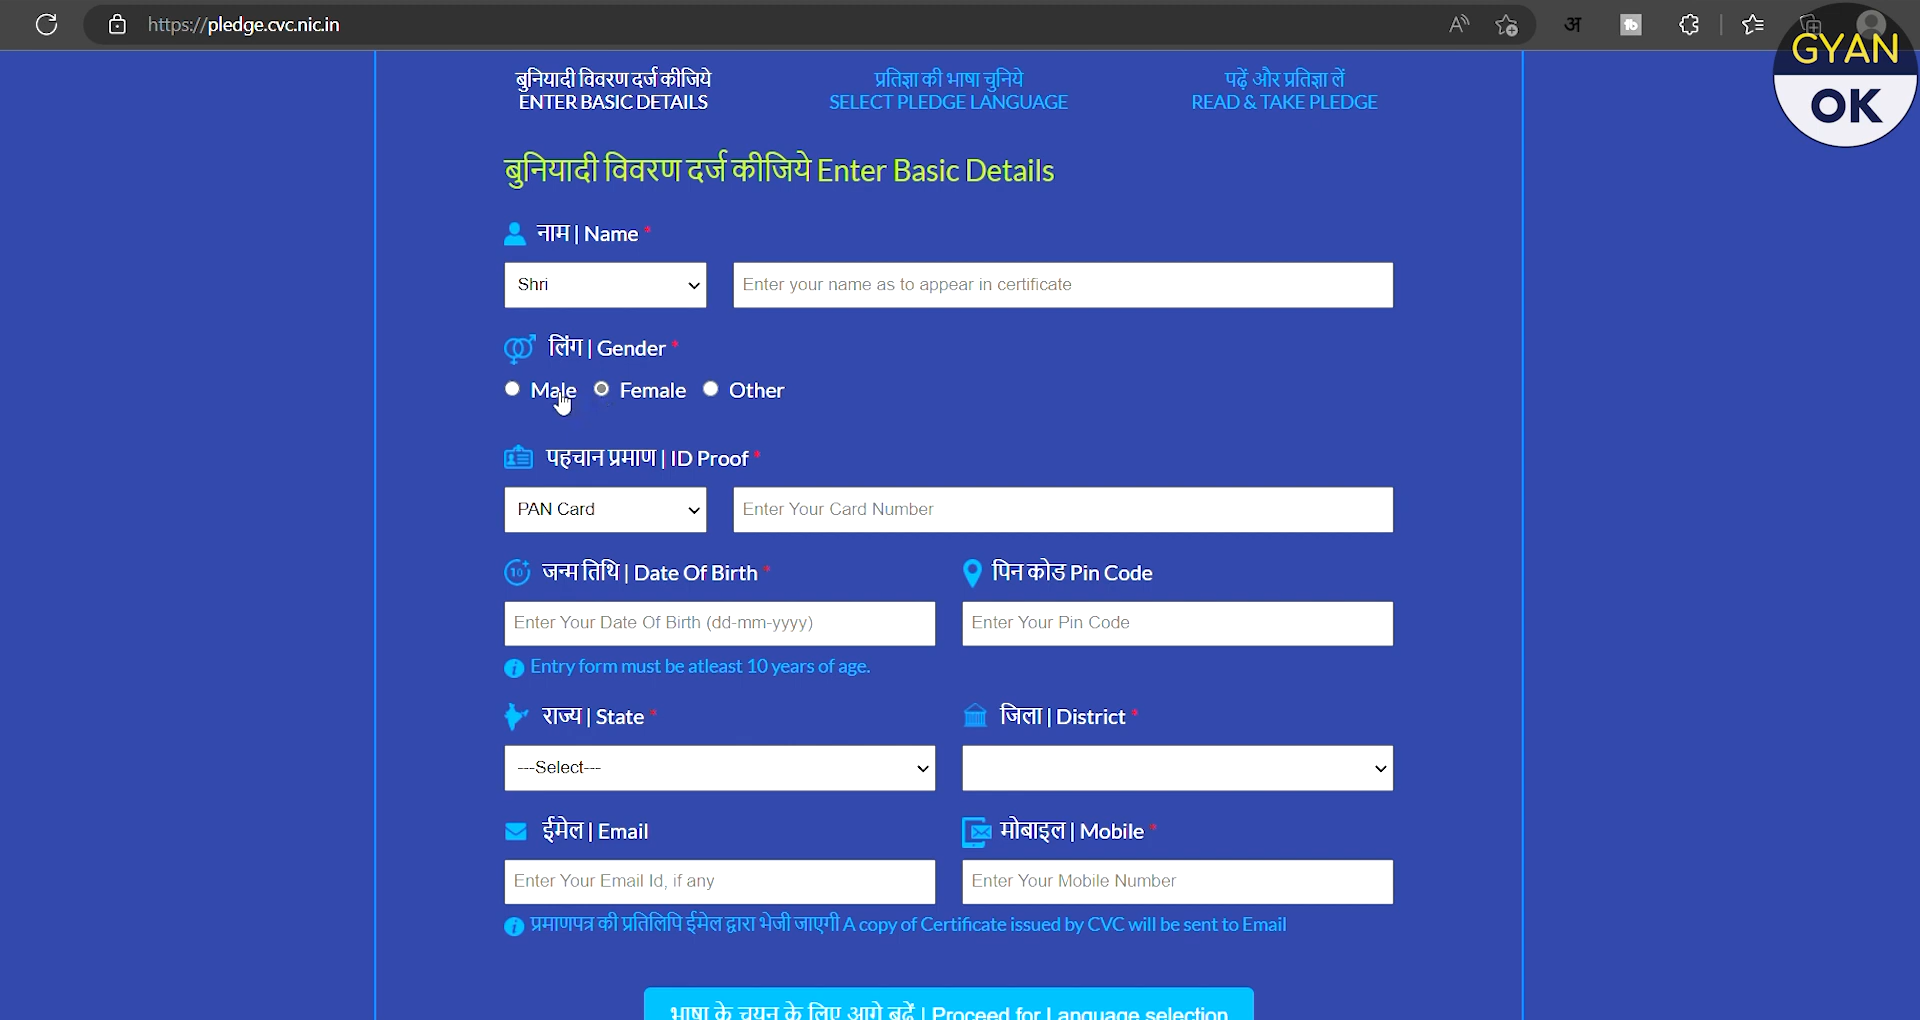 https://pledge.cvc.nic.in
अ
GYAN
OK
बुनियादी विवरण दर्ज कीजिये
ENTER BASIC DETAILS
प्रतिज्ञा की भाषा चुनिये
SELECT PLEDGE LANGUAGE
पढ़ें और प्रतिज्ञा लें
READ & TAKE PLEDGE
बुनियादी विवरण दर्ज कीजिये Enter Basic Details
नाम | Name *
Shri
Enter your name as to appear in certificate
लिंग | Gender *
Male Female Other
पहचान प्रमाण | ID Proof *
PAN Card
Enter Your Card Number
जन्म तिथि | Date Of Birth *
पिन कोड Pin Code
Enter Your Date Of Birth (dd-mm-yyyy)
Enter Your Pin Code
Entry form must be atleast 10 years of age.
राज्य | State *
जिला | District *
---Select---
ईमेल | Email
मोबाइल | Mobile *
Enter Your Email Id, if any
Enter Your Mobile Number
प्रमाणपत्र की प्रतिलिपि ईमेल द्वारा भेजी जाएगी A copy of Certificate issued by CVC will be sent to Email
भाषा के चयन के लिए आगे बढ़ें | Proceed for Language selection